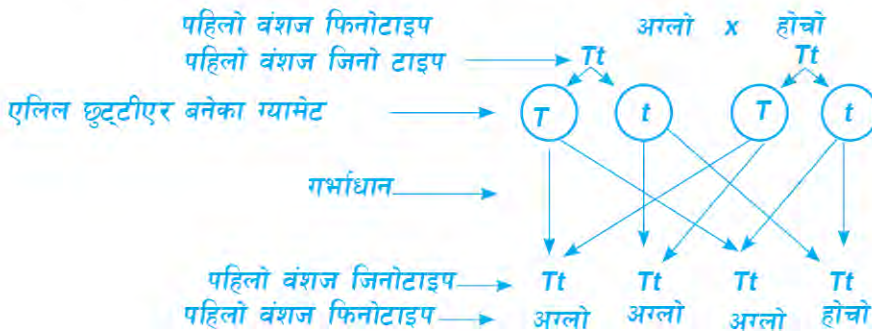 पहिलो वंशज फिनोटाइप अग्लो x होचो
पहिलो वंशज जिनो टाइप Tt Tt
एलिल छुट्टीएर बनेका ग्यामेट T t T t
गर्भाधान
पहिलो वंशज जिनोटाइप Tt Tt Tt Tt
पहिलो वंशज फिनोटाइप अग्लो अग्लो अग्लो होचो